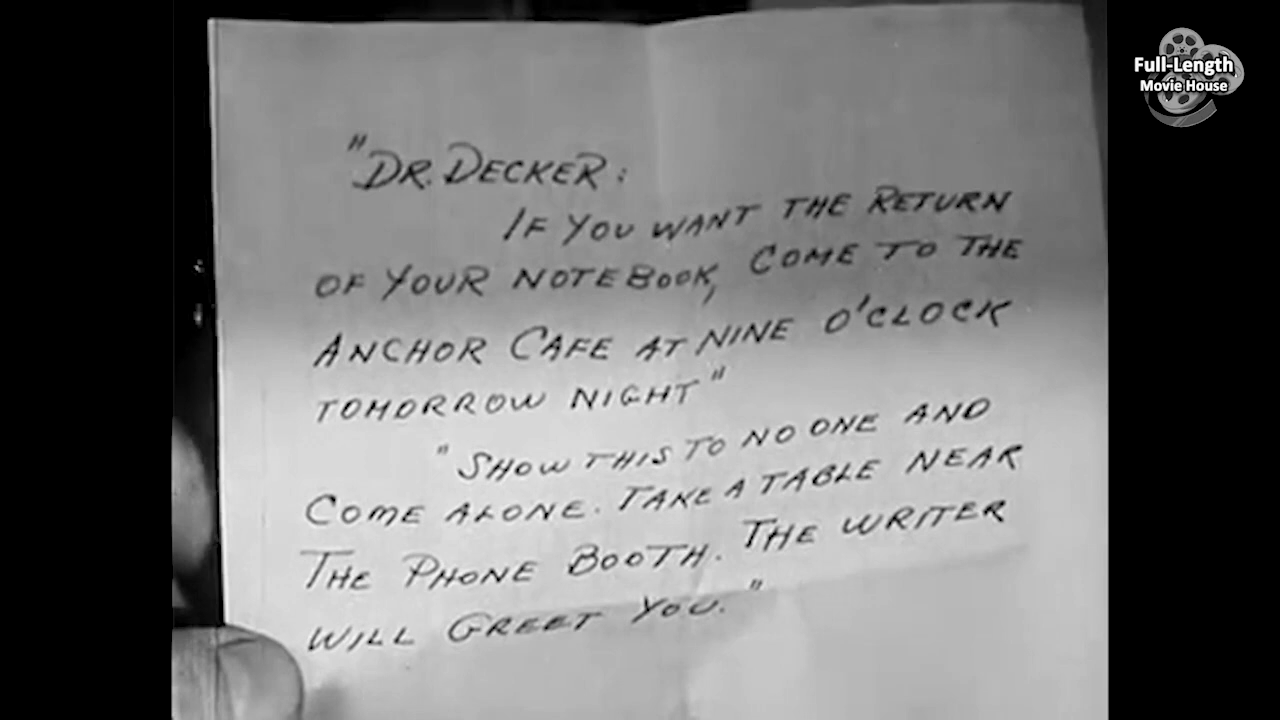 "DR. DECKER:
IF YOU WANT THE RETURN
OF YOUR NOTEBOOK, COME TO THE
ANCHOR CAFE AT NINE O'CLOCK
TOMORROW NIGHT"
"SHOW THIS TO NO ONE AND
COME ALONE. TAKE A TABLE NEAR
THE PHONE BOOTH. THE WRITER
WILL GREET YOU."
Full-Length
Movie House